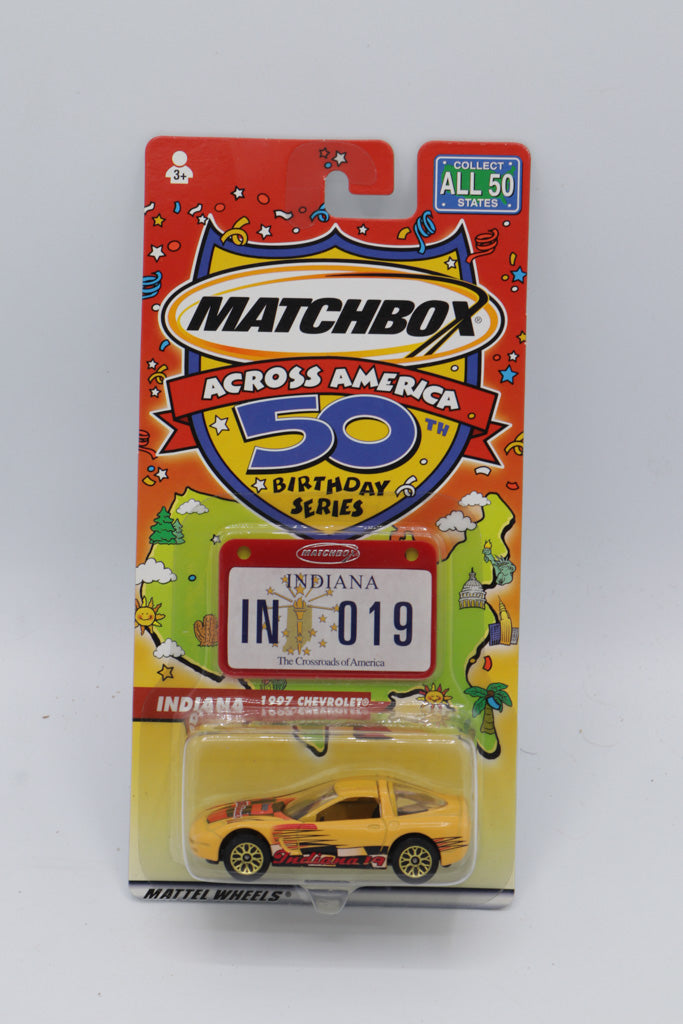 3+
COLLECT
ALL 50
STATES
MATCHBOX®
ACROSS AMERICA
50TH
BIRTHDAY
SERIES
MATCHBOX
INDIANA
IN 019
The Crossroads of America
INDIANA 1997 CHEVROLET®
Indiana 19
MATTEL WHEELS®